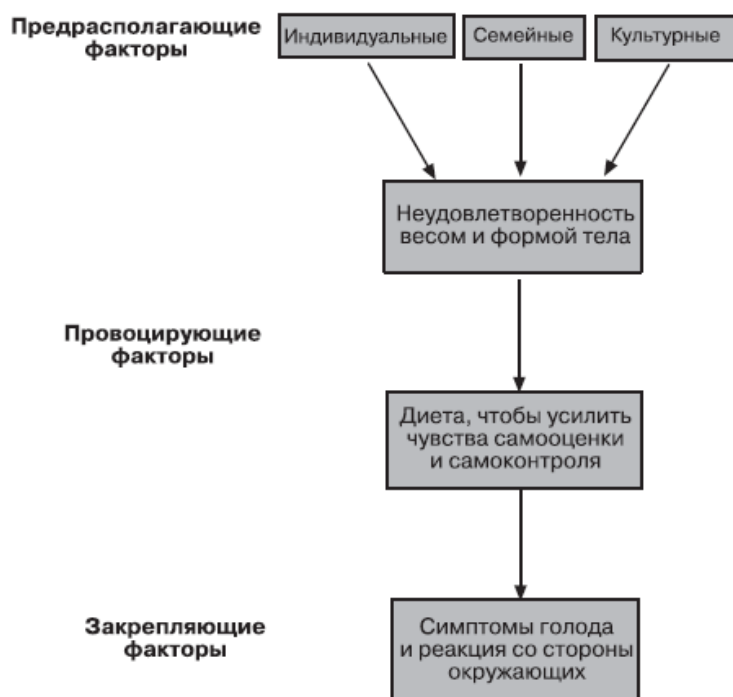 Предрасполагающие
факторы
Индивидуальные
Семейные
Культурные
Неудовлетворенность
весом и формой тела
Провоцирующие
факторы
Диета, чтобы усилить
чувства самооценки
и самоконтроля
Закрепляющие
факторы
Симптомы голода
и реакция со стороны
окружающих